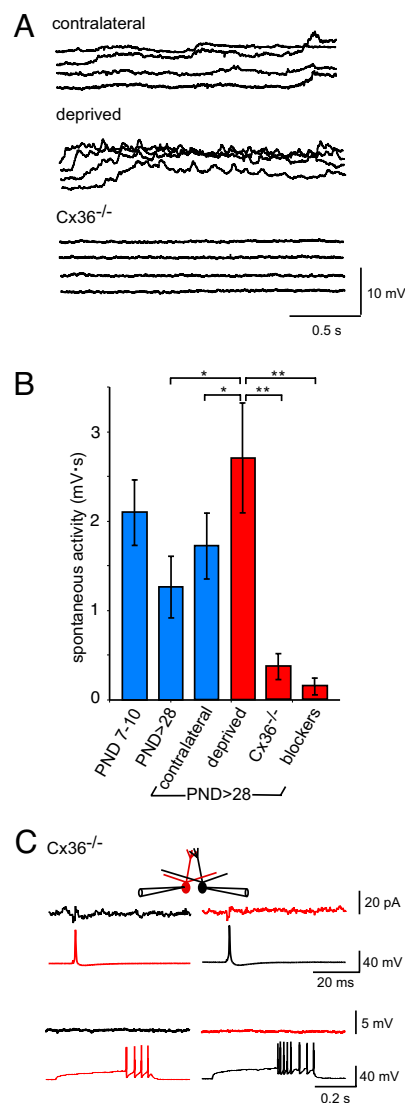 A
contralateral
deprived
Cx36-/-
10 mV
0.5 s
B
* **
* **
spontaneous activity (mV·s)
3
2
1
0
PND 7-10
PND>28
contralateral
deprived
Cx36-/-
blockers
PND>28
C
Cx36-/-
20 pA
40 mV
20 ms
5 mV
40 mV
0.2 s